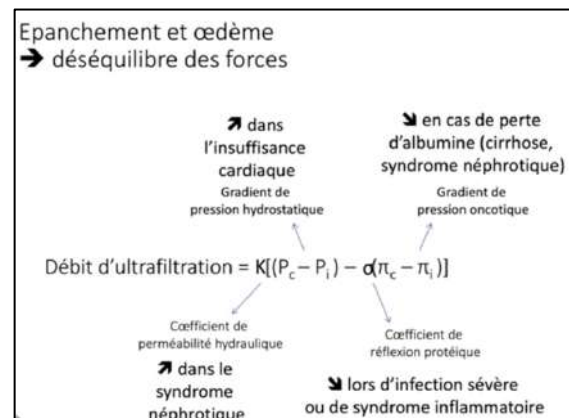 Epanchement et œdème
➔ déséquilibre des forces
➚ dans
l'insuffisance
cardiaque
Gradient de
pression hydrostatique
➘ en cas de perte
d'albumine (cirrhose,
syndrome néphrotique)
Gradient de
pression oncotique
Débit d'ultrafiltration = K[(Pc – Pi) – σ(πc – πi)]
Cœfficient de
perméabilité hydraulique
➚ dans le
syndrome
néphrotique
Cœfficient de
réflexion protéique
➘ lors d'infection sévère
ou de syndrome inflammatoire